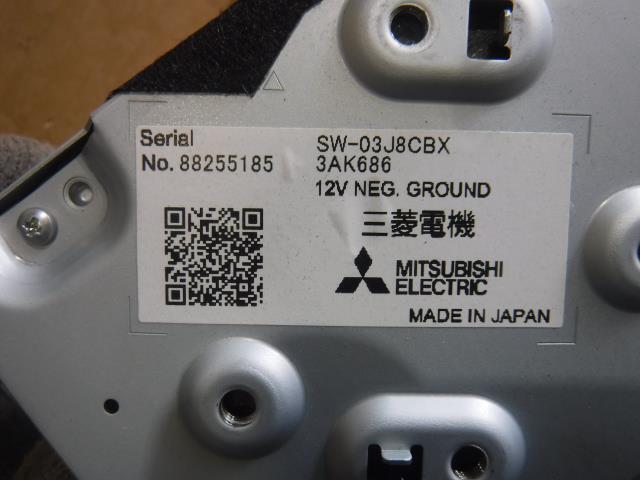 Serial
No. 88255185
SW-03J8CBX
3AK686
12V NEG. GROUND
三菱電機
MITSUBISHI
ELECTRIC
MADE IN JAPAN